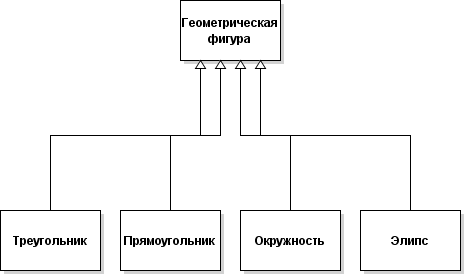 Геометрическая
фигура
Треугольник
Прямоугольник
Окружность
Элипс